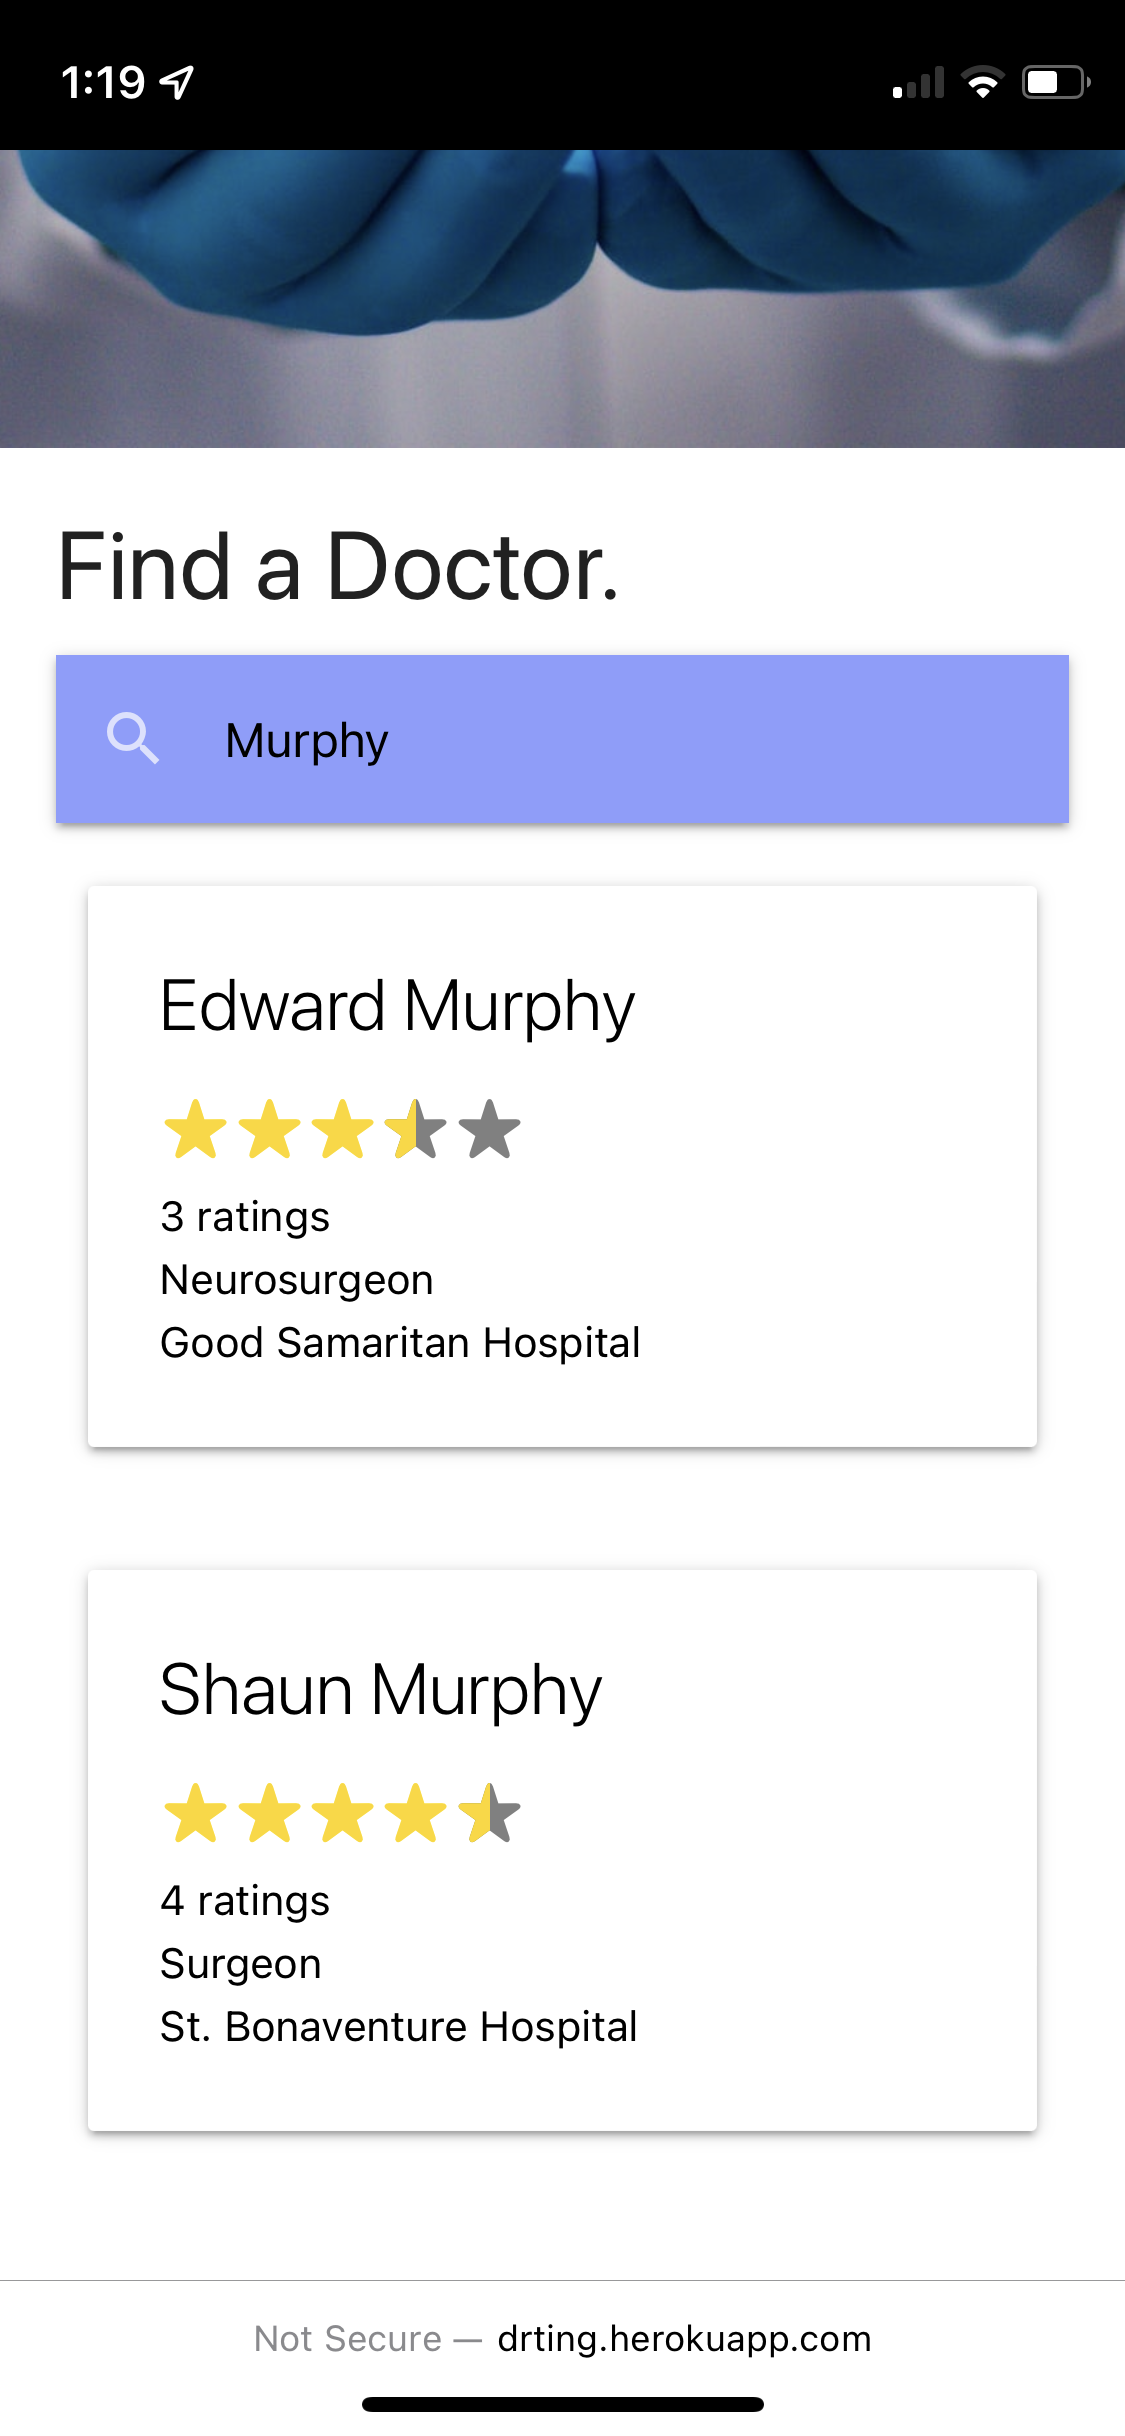 1:19
Find a Doctor.
Murphy
Edward Murphy
3 ratings
Neurosurgeon
Good Samaritan Hospital
Shaun Murphy
4 ratings
Surgeon
St. Bonaventure Hospital
Not Secure — drting.herokuapp.com